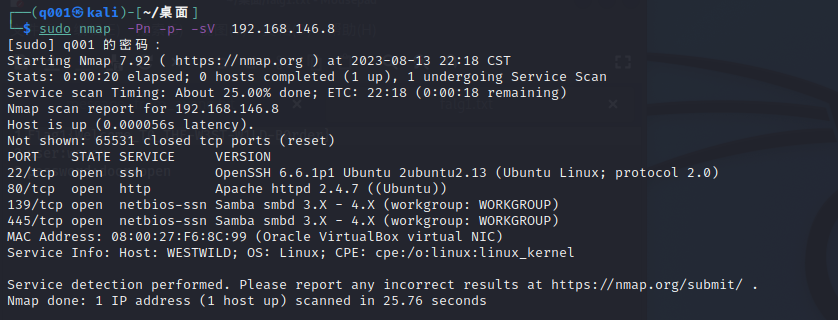 ┌──(q001㉿kali)-[~/桌面]
└─$ sudo nmap  -Pn -p- -sV  192.168.146.8
[sudo] q001 的密码：
Starting Nmap 7.92 ( https://nmap.org ) at 2023-08-13 22:18 CST
Stats: 0:00:20 elapsed; 0 hosts completed (1 up), 1 undergoing Service Scan
Service scan Timing: About 25.00% done; ETC: 22:18 (0:00:18 remaining)
Nmap scan report for 192.168.146.8
Host is up (0.000056s latency).
Not shown: 65531 closed tcp ports (reset)
PORT    STATE SERVICE     VERSION
22/tcp  open  ssh         OpenSSH 6.6.1p1 Ubuntu 2ubuntu2.13 (Ubuntu Linux; protocol 2.0)
80/tcp  open  http        Apache httpd 2.4.7 ((Ubuntu))
139/tcp open  netbios-ssn Samba smbd 3.X - 4.X (workgroup: WORKGROUP)
445/tcp open  netbios-ssn Samba smbd 3.X - 4.X (workgroup: WORKGROUP)
MAC Address: 08:00:27:F6:8C:99 (Oracle VirtualBox virtual NIC)
Service Info: Host: WESTWILD; OS: Linux; CPE: cpe:/o:linux:linux_kernel

Service detection performed. Please report any incorrect results at https://nmap.org/submit/ .
Nmap done: 1 IP address (1 host up) scanned in 25.76 seconds